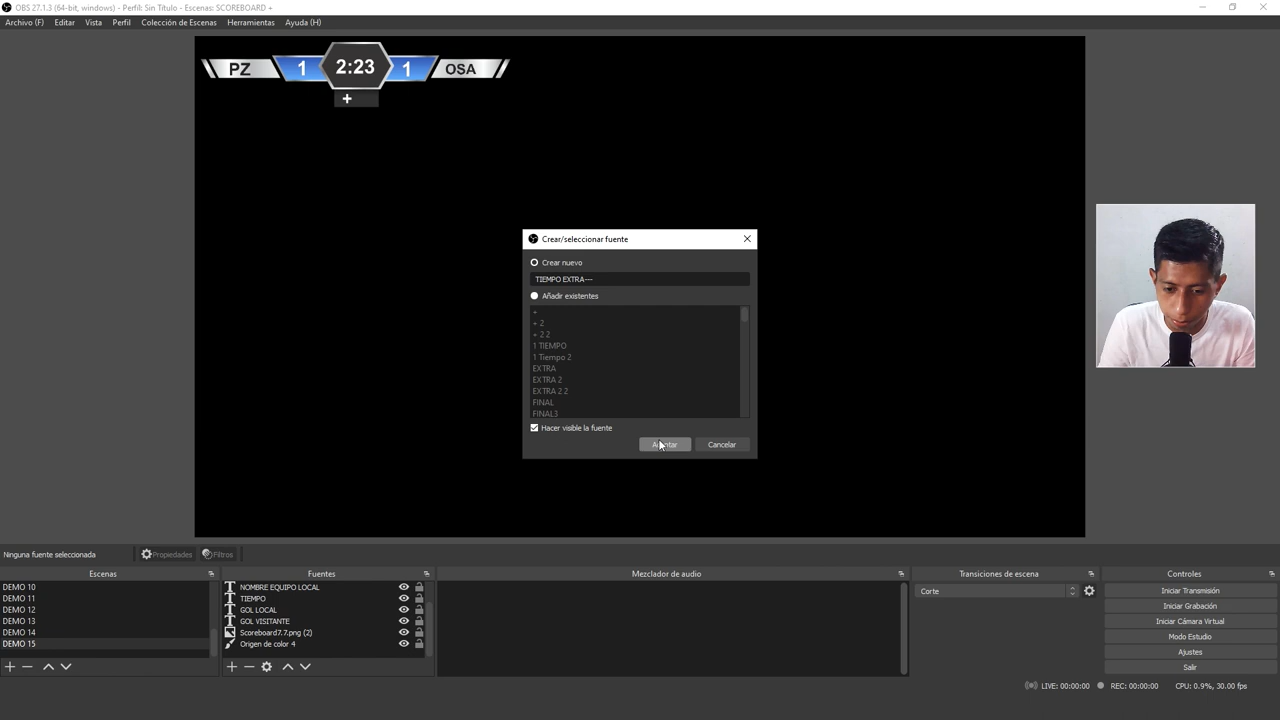 OBS 27.1.3 (64-bit, windows) - Perfil: Sin Título - Escenas: SCOREBOARD +
Archivo (F) Editar Vista Perfil Colección de Escenas Herramientas Ayuda (H)
PZ 1 2:23 1 OSA
+
Crear/seleccionar fuente
Crear nuevo
TIEMPO EXTRA---
Añadir existentes
+
+ 2
+ 2 2
1 TIEMPO
1 Tiempo 2
EXTRA
EXTRA 2
EXTRA 2 2
FINAL
FINAL3
Hacer visible la fuente
Aceptar Cancelar
Ninguna fuente seleccionada Propiedades Filtros
Escenas Fuentes Mezclador de audio Transiciones de escena Controles
DEMO 10
DEMO 11
DEMO 12
DEMO 13
DEMO 14
DEMO 15
NOMBRE EQUIPO LOCAL
TIEMPO
GOL LOCAL
GOL VISITANTE
Scoreboard7.7.png (2)
Origen de color 4
Corte
Iniciar Transmisión
Iniciar Grabación
Iniciar Cámara Virtual
Modo Estudio
Ajustes
Salir
LIVE: 00:00:00 REC: 00:00:00 CPU: 0.9%, 30.00 fps